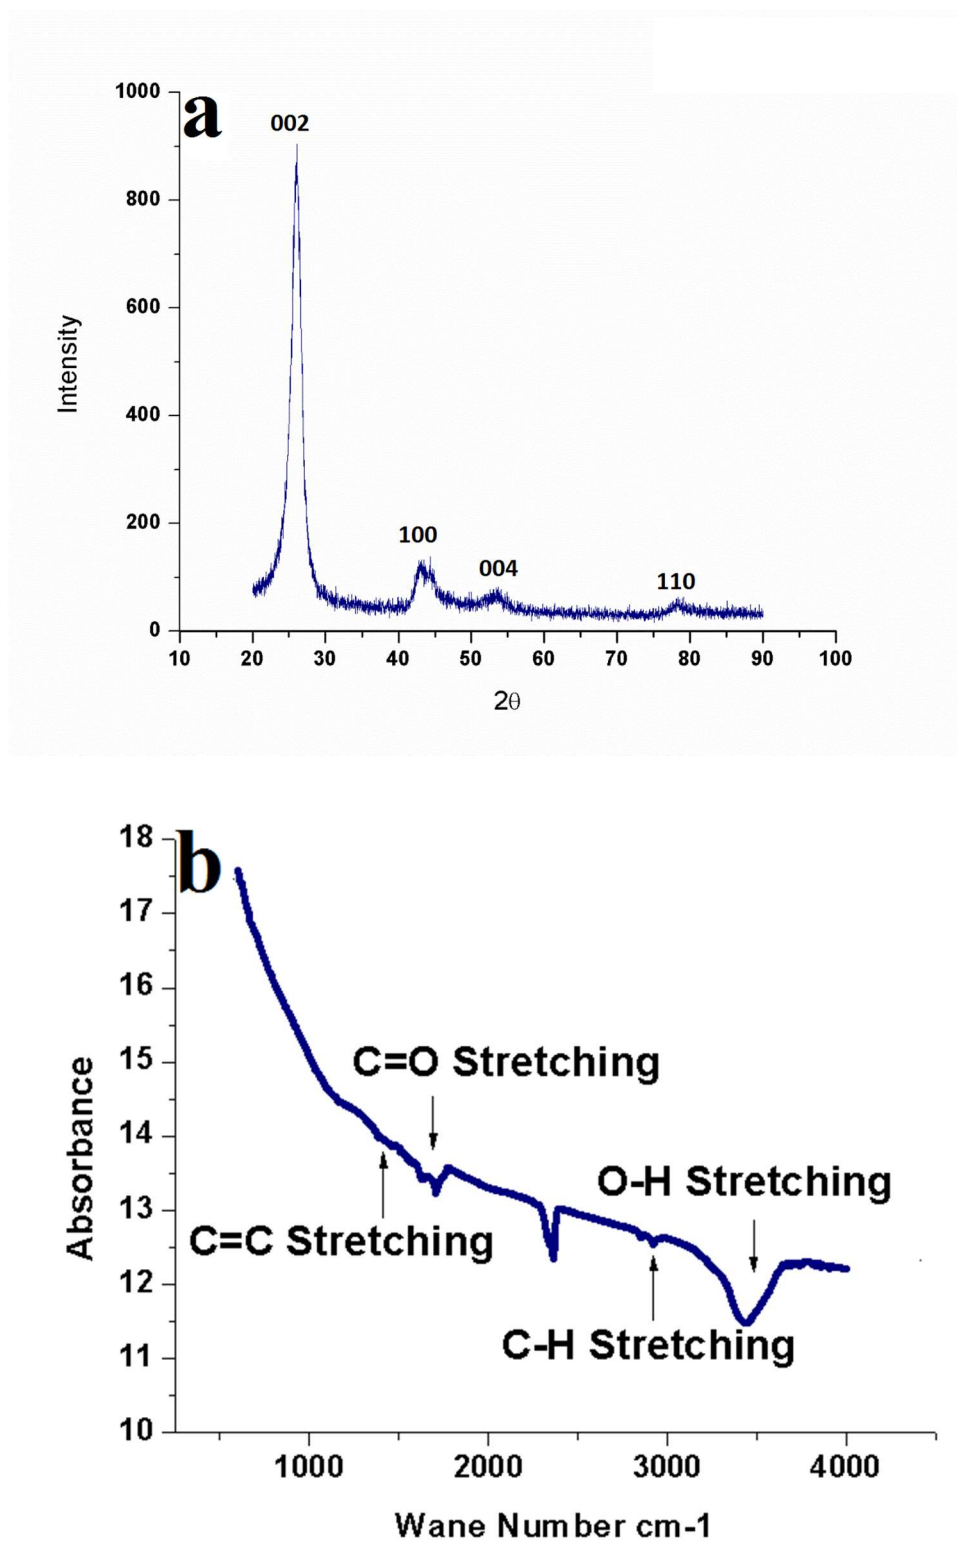 a
002
1000
800
600
400
200
0
Intensity
100
004
110
10 20 30 40 50 60 70 80 90 100
2θ
b
18
17
16
15
14
13
12
11
10
Absorbance
C=O Stretching
O-H Stretching
C=C Stretching
C-H Stretching
1000 2000 3000 4000
Wane Number cm-1